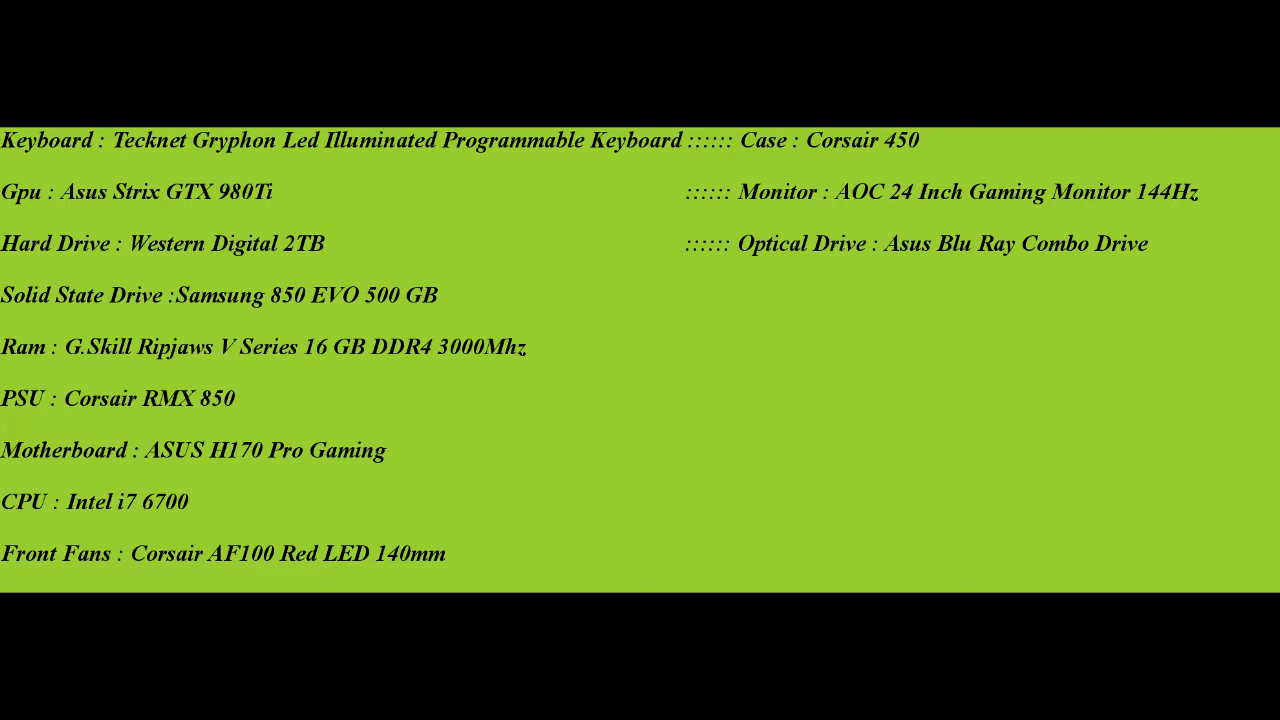 Keyboard : Tecknet Gryphon Led Illuminated Programmable Keyboard :::::: Case : Corsair 450
Gpu : Asus Strix GTX 980Ti :::::: Monitor : AOC 24 Inch Gaming Monitor 144Hz
Hard Drive : Western Digital 2TB :::::: Optical Drive : Asus Blu Ray Combo Drive
Solid State Drive :Samsung 850 EVO 500 GB
Ram : G.Skill Ripjaws V Series 16 GB DDR4 3000Mhz
PSU : Corsair RMX 850
Motherboard : ASUS H170 Pro Gaming
CPU : Intel i7 6700
Front Fans : Corsair AF100 Red LED 140mm